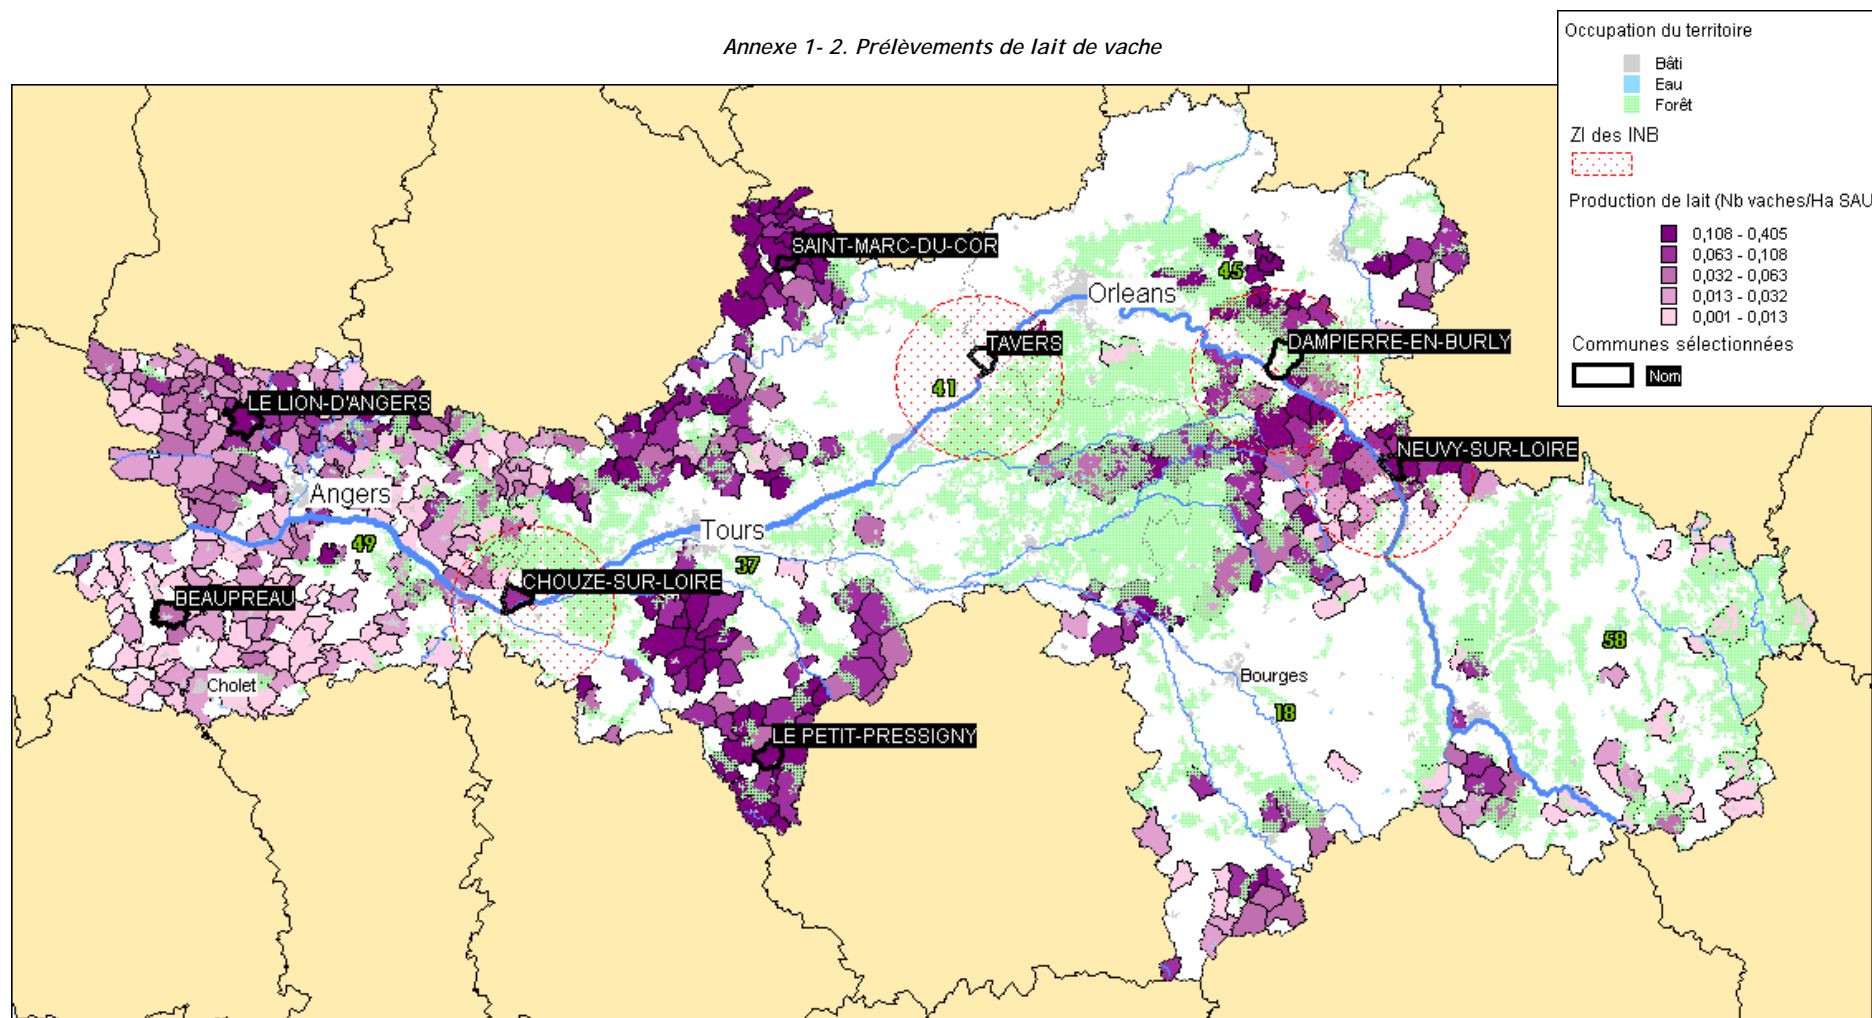 Annexe 1- 2. Prélèvements de lait de vache
Occupation du territoire
Bâti
Eau
Forêt
ZI des INB
Production de lait (Nb vaches/Ha SAU
0,108 - 0,405
0,063 - 0,108
0,032 - 0,063
0,013 - 0,032
0,001 - 0,013
Communes sélectionnées
Nom
SAINT-MARC-DU-COR
45
Orleans
TAVERS
DAMPIERRE-EN-BURLY
41
LE LION-D'ANGERS
NEUVY-SUR-LOIRE
Angers
Tours
49
37
CHOUZE-SUR-LOIRE
BEAUPREAU
58
Cholet
Bourges
18
LE PETIT-PRESSIGNY